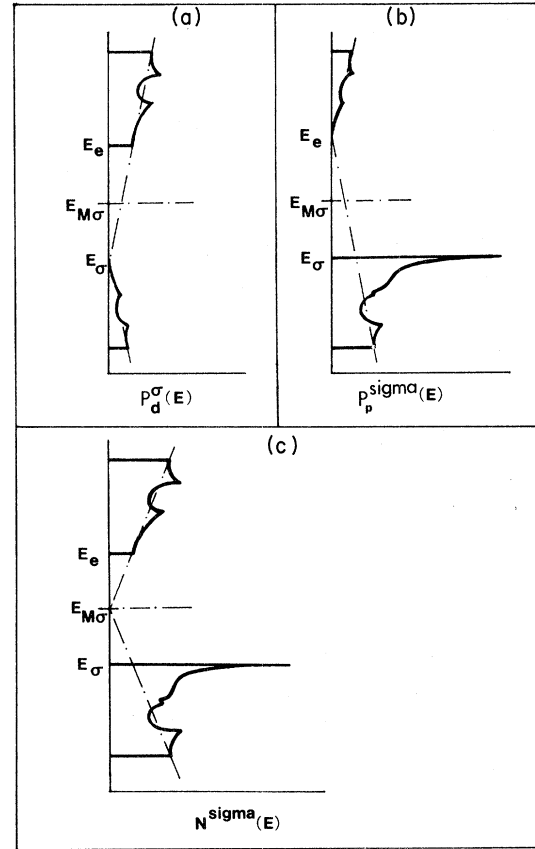 (a)
E_e
E_Mσ
E_σ
P_d^σ(E)
(b)
E_e
E_Mσ
E_σ
P_p^sigma(E)
(c)
E_e
E_Mσ
E_σ
N^sigma(E)